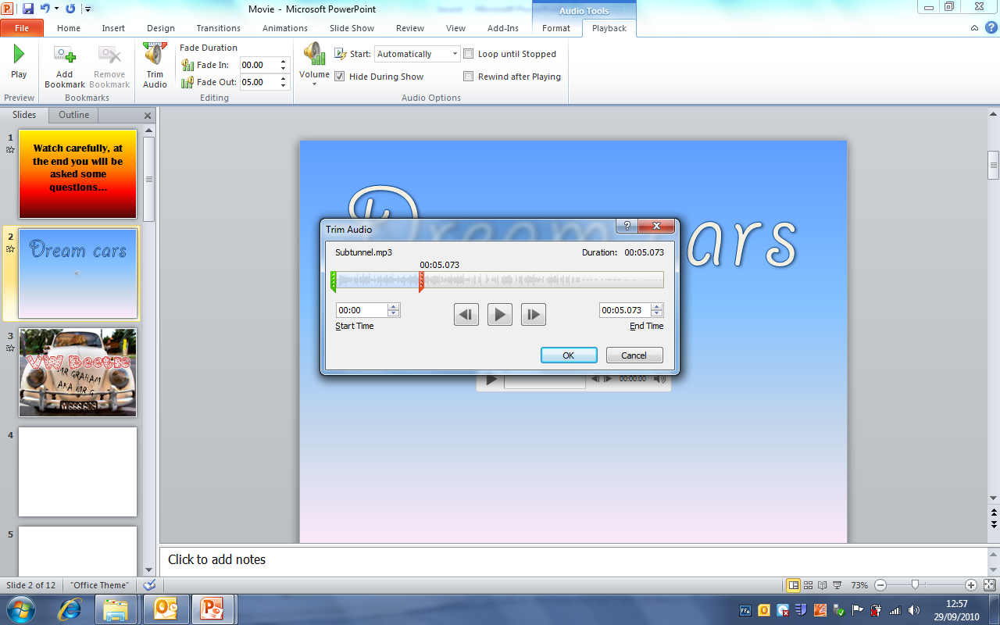 Movie - Microsoft PowerPoint
Audio Tools
File Home Insert Design Transitions Animations Slide Show Review View Add-Ins Format Playback
Play
Preview
Add Bookmark
Remove Bookmark
Bookmarks
Trim Audio
Fade Duration
Fade In: 00.00
Fade Out: 05.00
Editing
Volume
Start: Automatically
Hide During Show
Loop until Stopped
Rewind after Playing
Audio Options
Slides Outline
1
Watch carefully, at
the end you will be
asked some
questions...
2
Dream cars
3
VW Beetle
MR GRAHAM
AKA MR G
4
5
Dream cars
Trim Audio
Subtunnel.mp3
Duration: 00:05.073
00:05.073
00:00
00:05.073
Start Time
End Time
OK
Cancel
00:00.00
Click to add notes
Slide 2 of 12
"Office Theme"
73%
12:57
29/09/2010